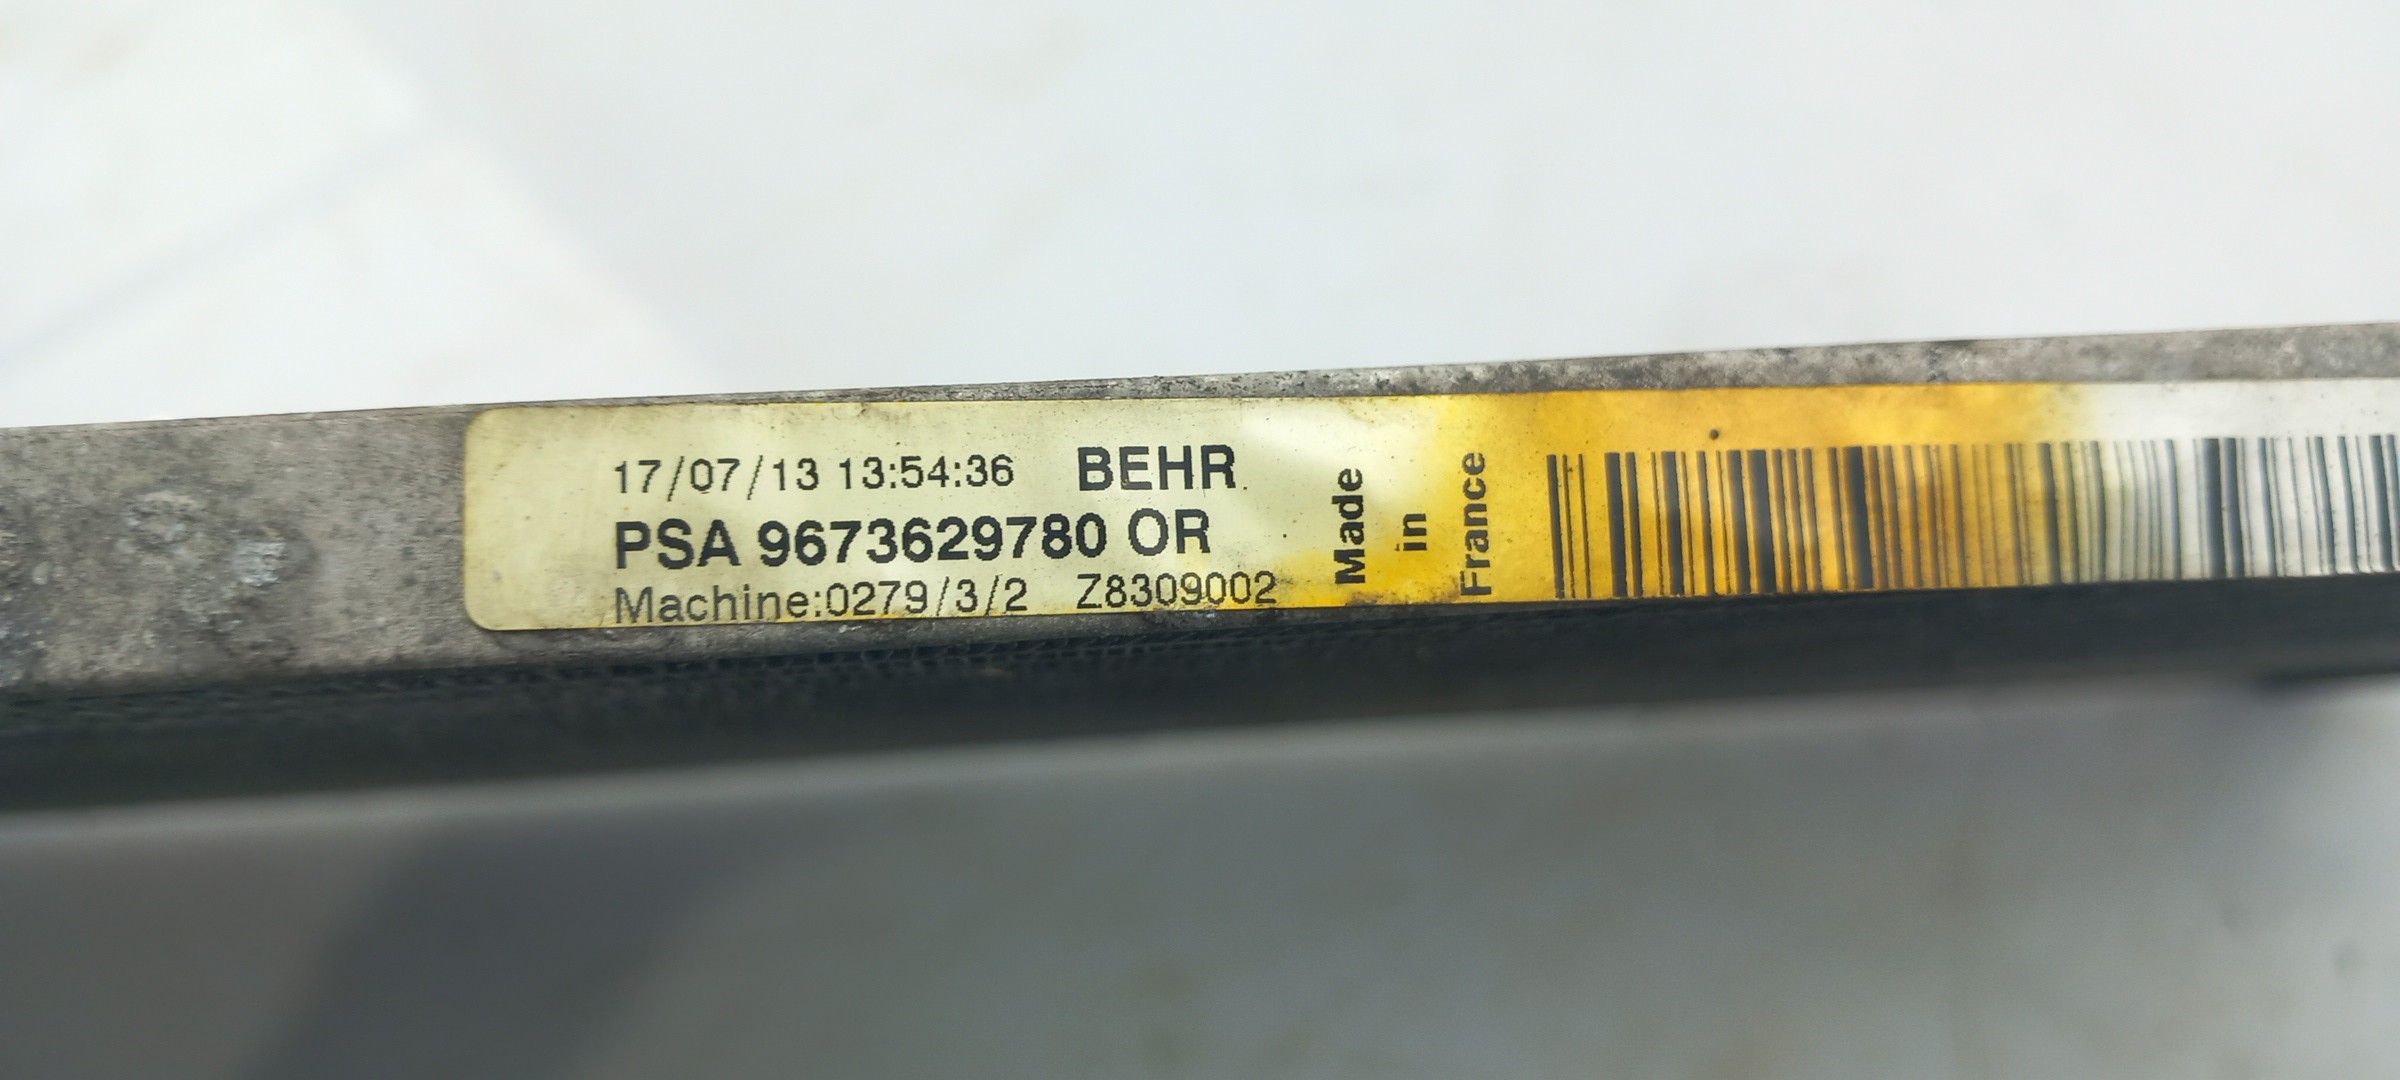 17/07/13 13:54:36 BEHR
PSA 9673629780 OR
Machine:0279/3/2 Z8309002
Made
in
France